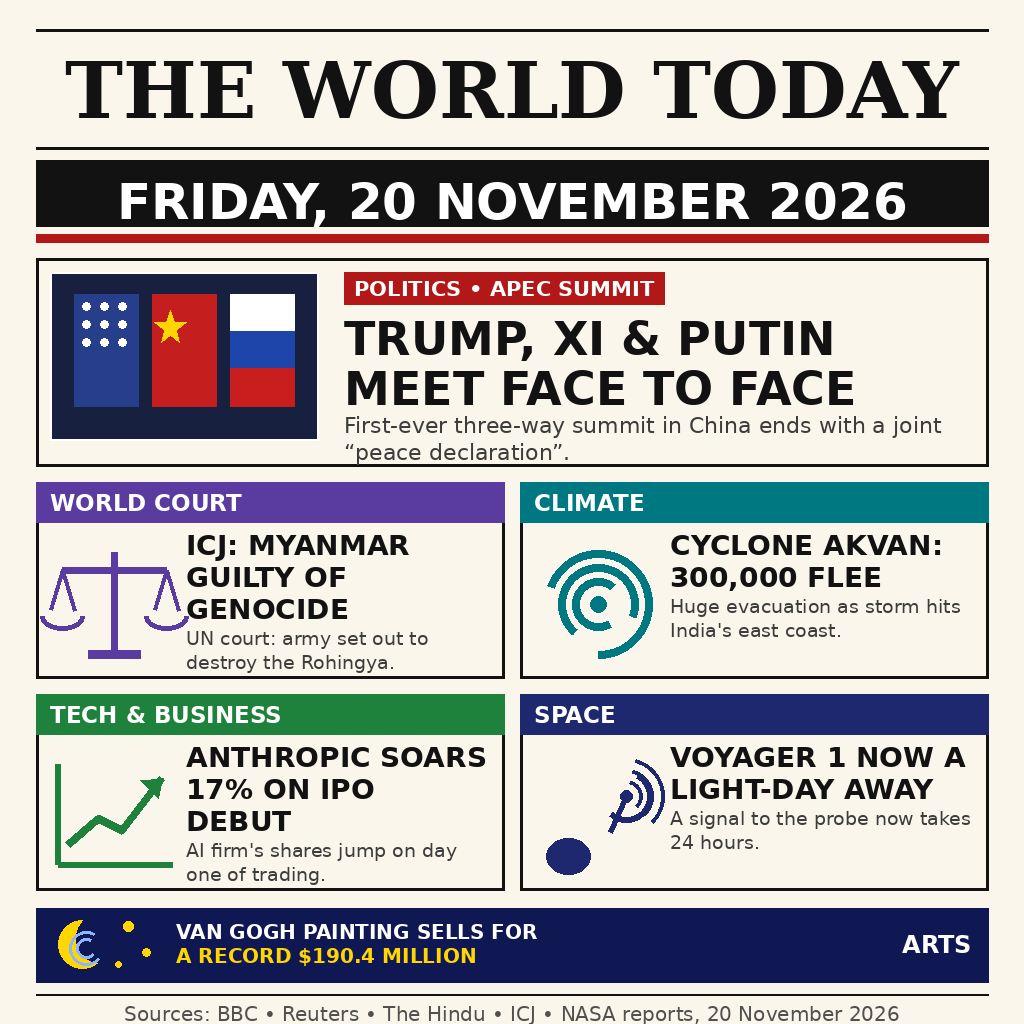 THE WORLD TODAY
FRIDAY, 20 NOVEMBER 2026
POLITICS • APEC SUMMIT
TRUMP, XI & PUTIN
MEET FACE TO FACE
First-ever three-way summit in China ends with a joint
“peace declaration”.
WORLD COURT
ICJ: MYANMAR
GUILTY OF
GENOCIDE
UN court: army set out to
destroy the Rohingya.
CLIMATE
CYCLONE AKVAN:
300,000 FLEE
Huge evacuation as storm hits
India's east coast.
TECH & BUSINESS
ANTHROPIC SOARS
17% ON IPO
DEBUT
AI firm's shares jump on day
one of trading.
SPACE
VOYAGER 1 NOW A
LIGHT-DAY AWAY
A signal to the probe now takes
24 hours.
VAN GOGH PAINTING SELLS FOR
A RECORD $190.4 MILLION
ARTS
Sources: BBC • Reuters • The Hindu • ICJ • NASA reports, 20 November 2026